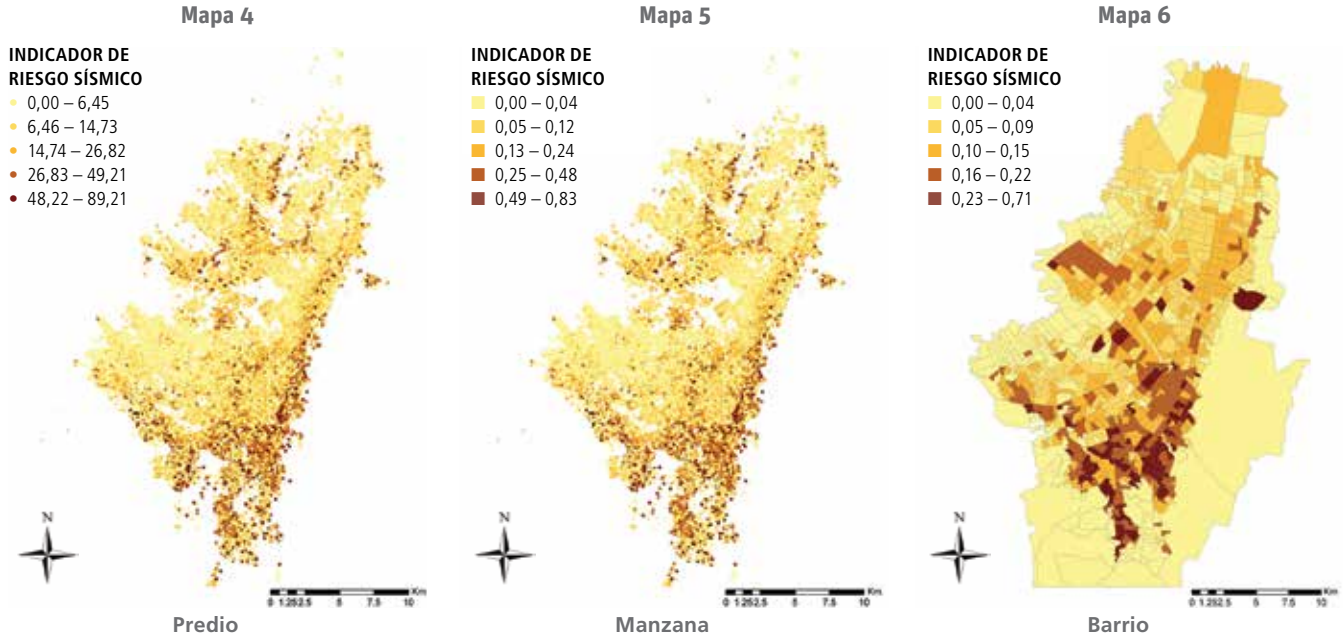 Mapa 4
INDICADOR DE
RIESGO SÍSMICO
0,00 – 6,45
6,46 – 14,73
14,74 – 26,82
26,83 – 49,21
48,22 – 89,21
N
0 1.252.5 5 7.5 10 Km
Predio
Mapa 5
INDICADOR DE
RIESGO SÍSMICO
0,00 – 0,04
0,05 – 0,12
0,13 – 0,24
0,25 – 0,48
0,49 – 0,83
N
0 1.252.5 5 7.5 10 Km
Manzana
Mapa 6
INDICADOR DE
RIESGO SÍSMICO
0,00 – 0,04
0,05 – 0,09
0,10 – 0,15
0,16 – 0,22
0,23 – 0,71
N
0 1.252.5 5 7.5 10 Km
Barrio